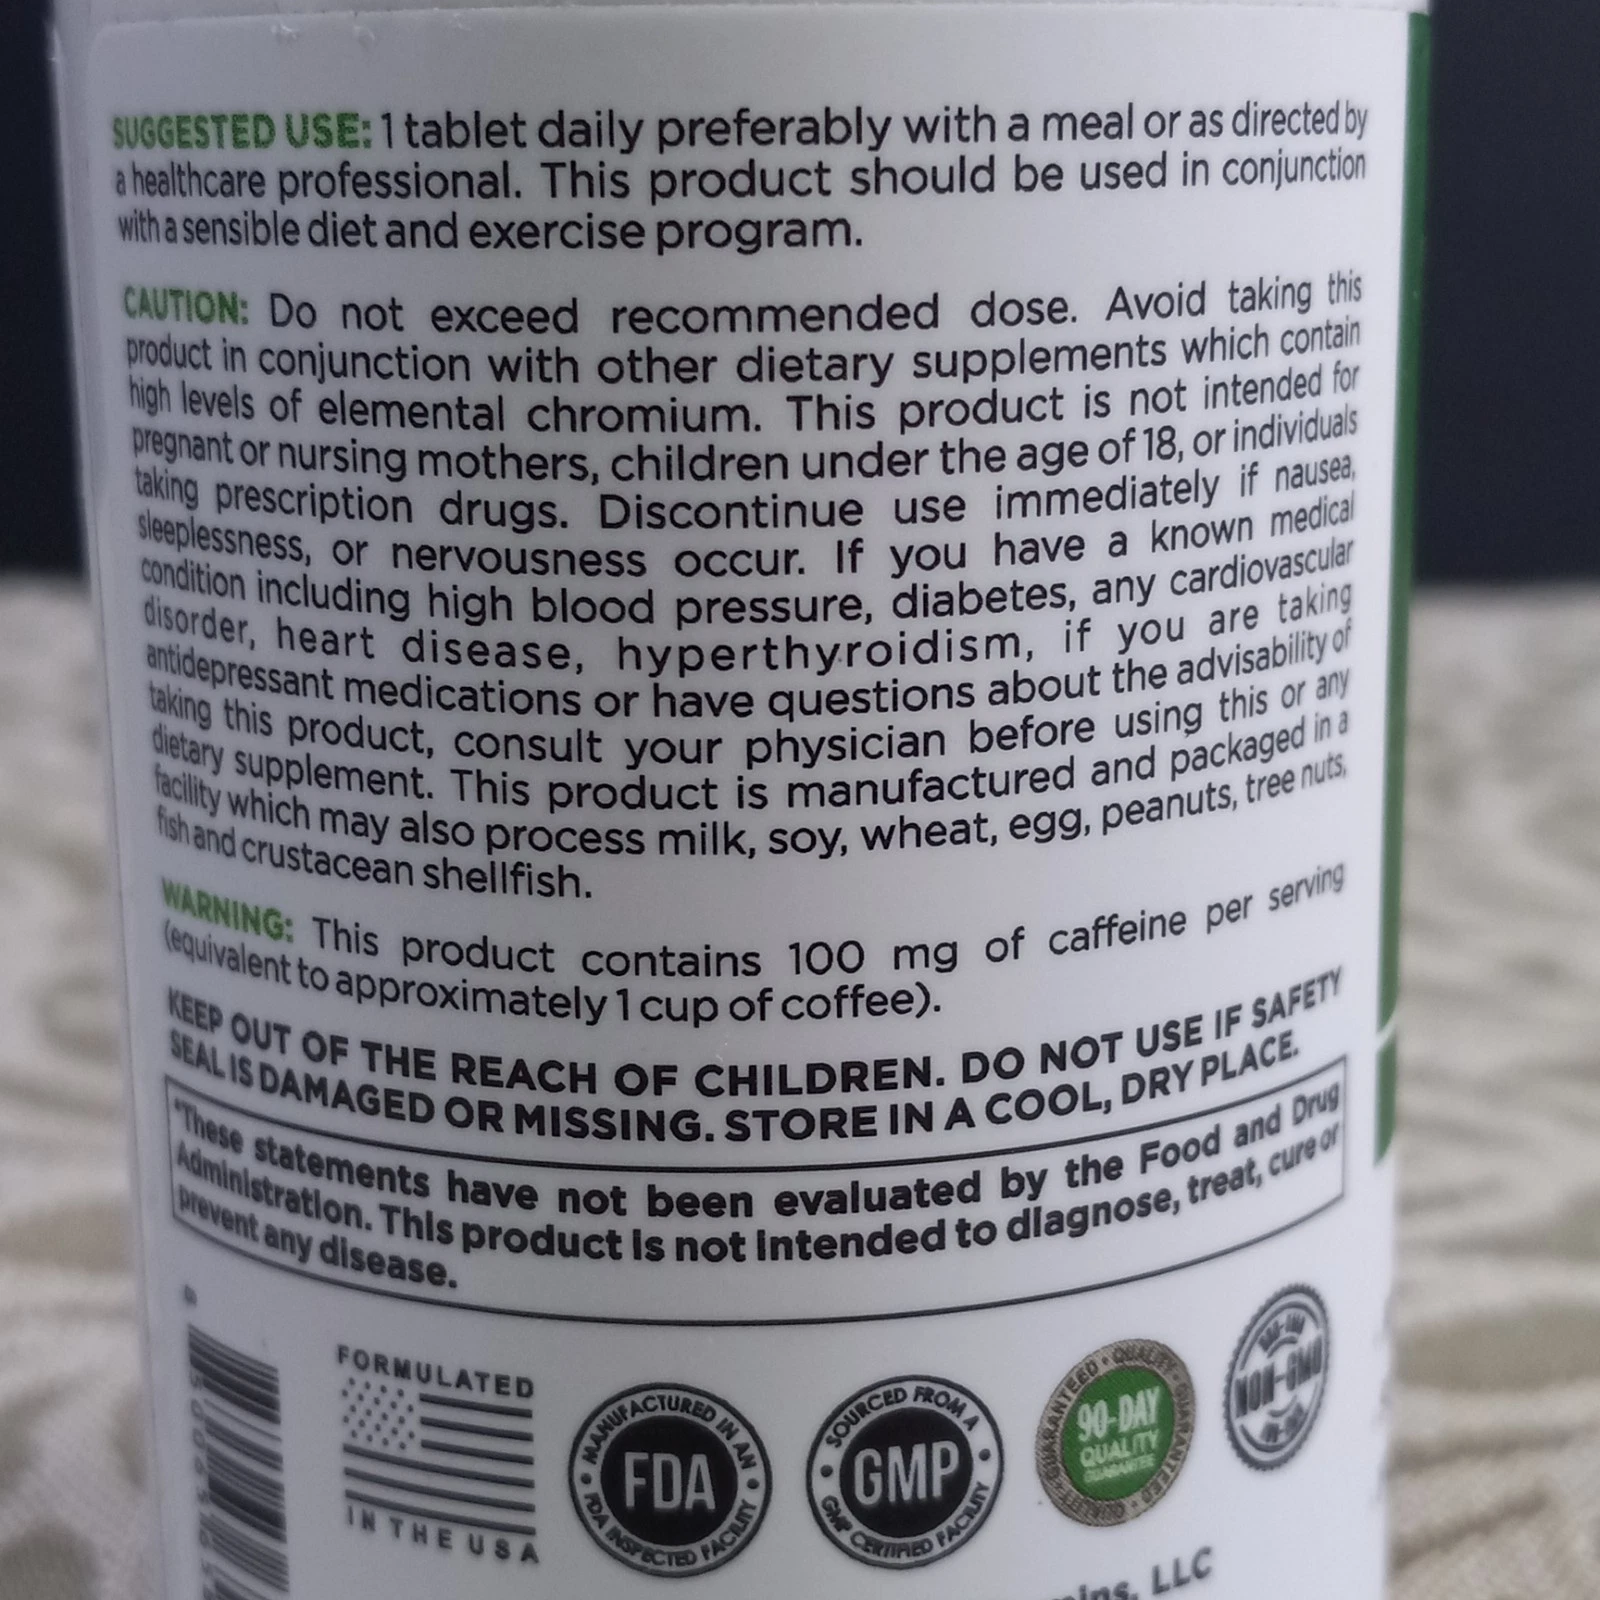 SUGGESTED USE: 1 tablet daily preferably with a meal or as directed by
a healthcare professional. This product should be used in conjunction
with a sensible diet and exercise program.
CAUTION: Do not exceed recommended dose. Avoid taking this
product in conjunction with other dietary supplements which contain
high levels of elemental chromium. This product is not intended for
pregnant or nursing mothers, children under the age of 18, or individuals
taking prescription drugs. Discontinue use immediately if nausea,
sleeplessness, or nervousness occur. If you have a known medical
condition including high blood pressure, diabetes, any cardiovascular
disorder, heart disease, hyperthyroidism, if you are taking
antidepressant medications or have questions about the advisability of
taking this product, consult your physician before using this or any
dietary supplement. This product is manufactured and packaged in a
facility which may also process milk, soy, wheat, egg, peanuts, tree nuts,
fish and crustacean shellfish.
WARNING: This product contains 100 mg of caffeine per serving
(equivalent to approximately 1 cup of coffee).
KEEP OUT OF THE REACH OF CHILDREN. DO NOT USE IF SAFETY
SEAL IS DAMAGED OR MISSING. STORE IN A COOL, DRY PLACE.
*These statements have not been evaluated by the Food and Drug
Administration. This product is not intended to diagnose, treat, cure or
prevent any disease.
FORMULATED
IN THE USA
MANUFACTURED IN AN
FDA
FDA INSPECTED FACILITY
SOURCED FROM A
GMP
GMP CERTIFIED FACILITY
90-DAY
QUALITY
GUARANTEE
NON-GMO
LLC